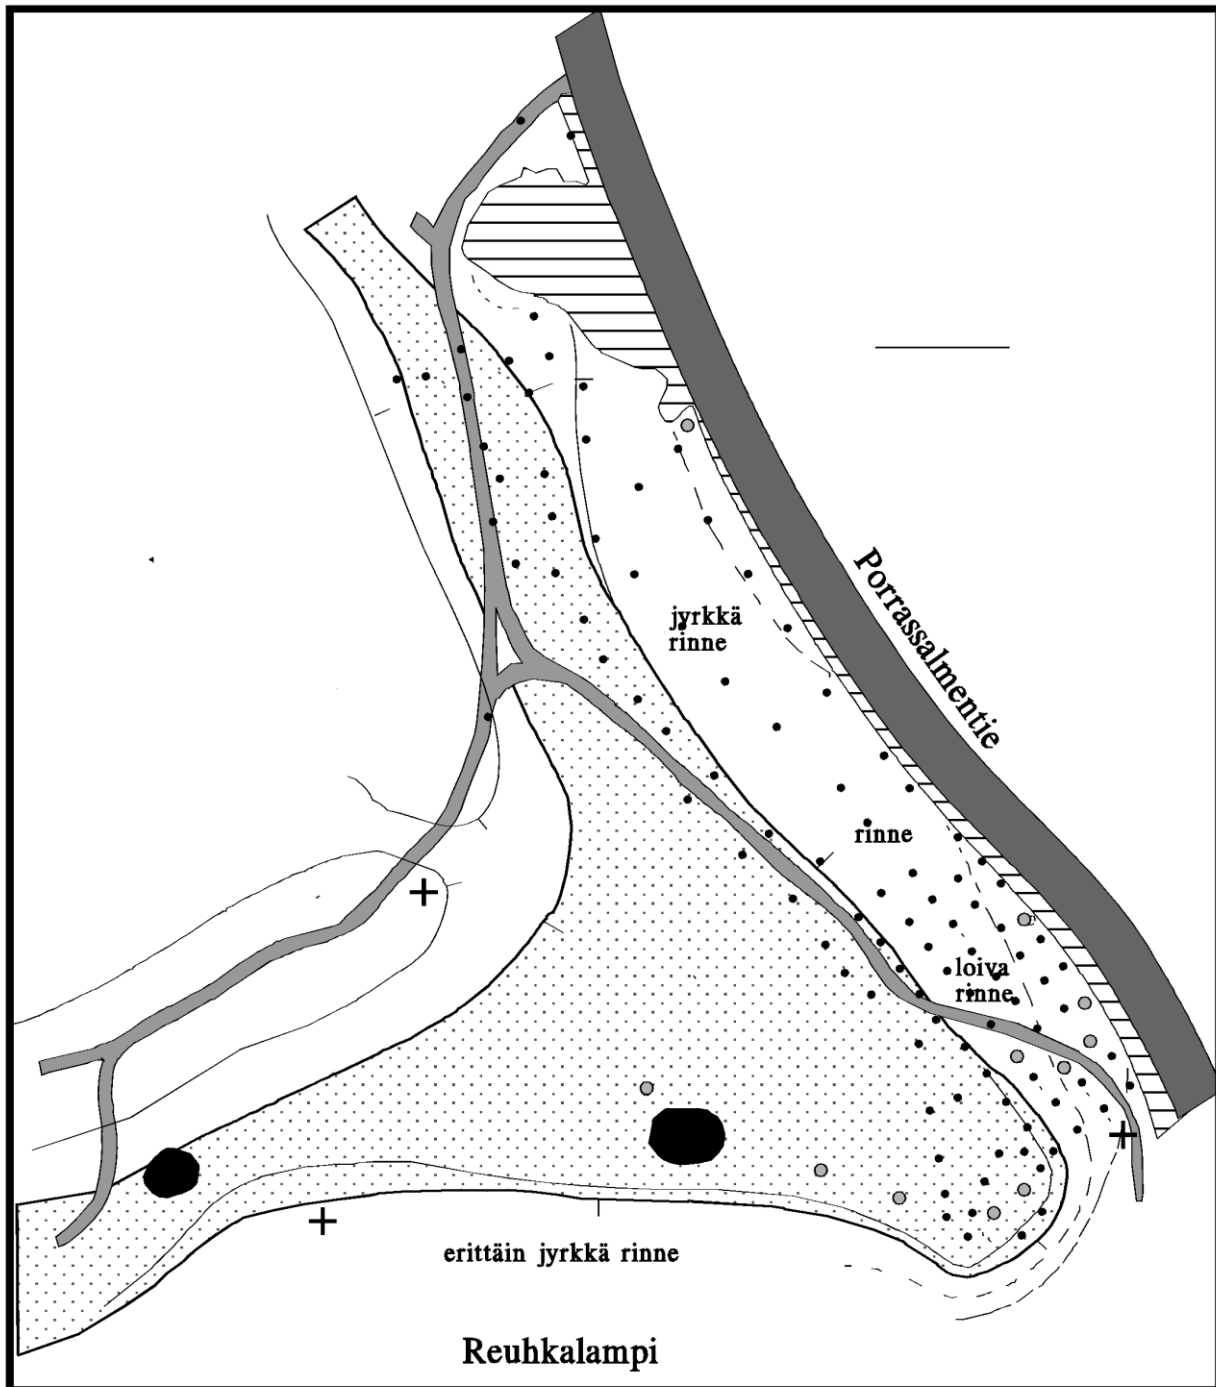 jyrkkä
rinne
Porrassalmentie
rinne
loiva
rinne
erittäin jyrkkä rinne
Reuhkalampi